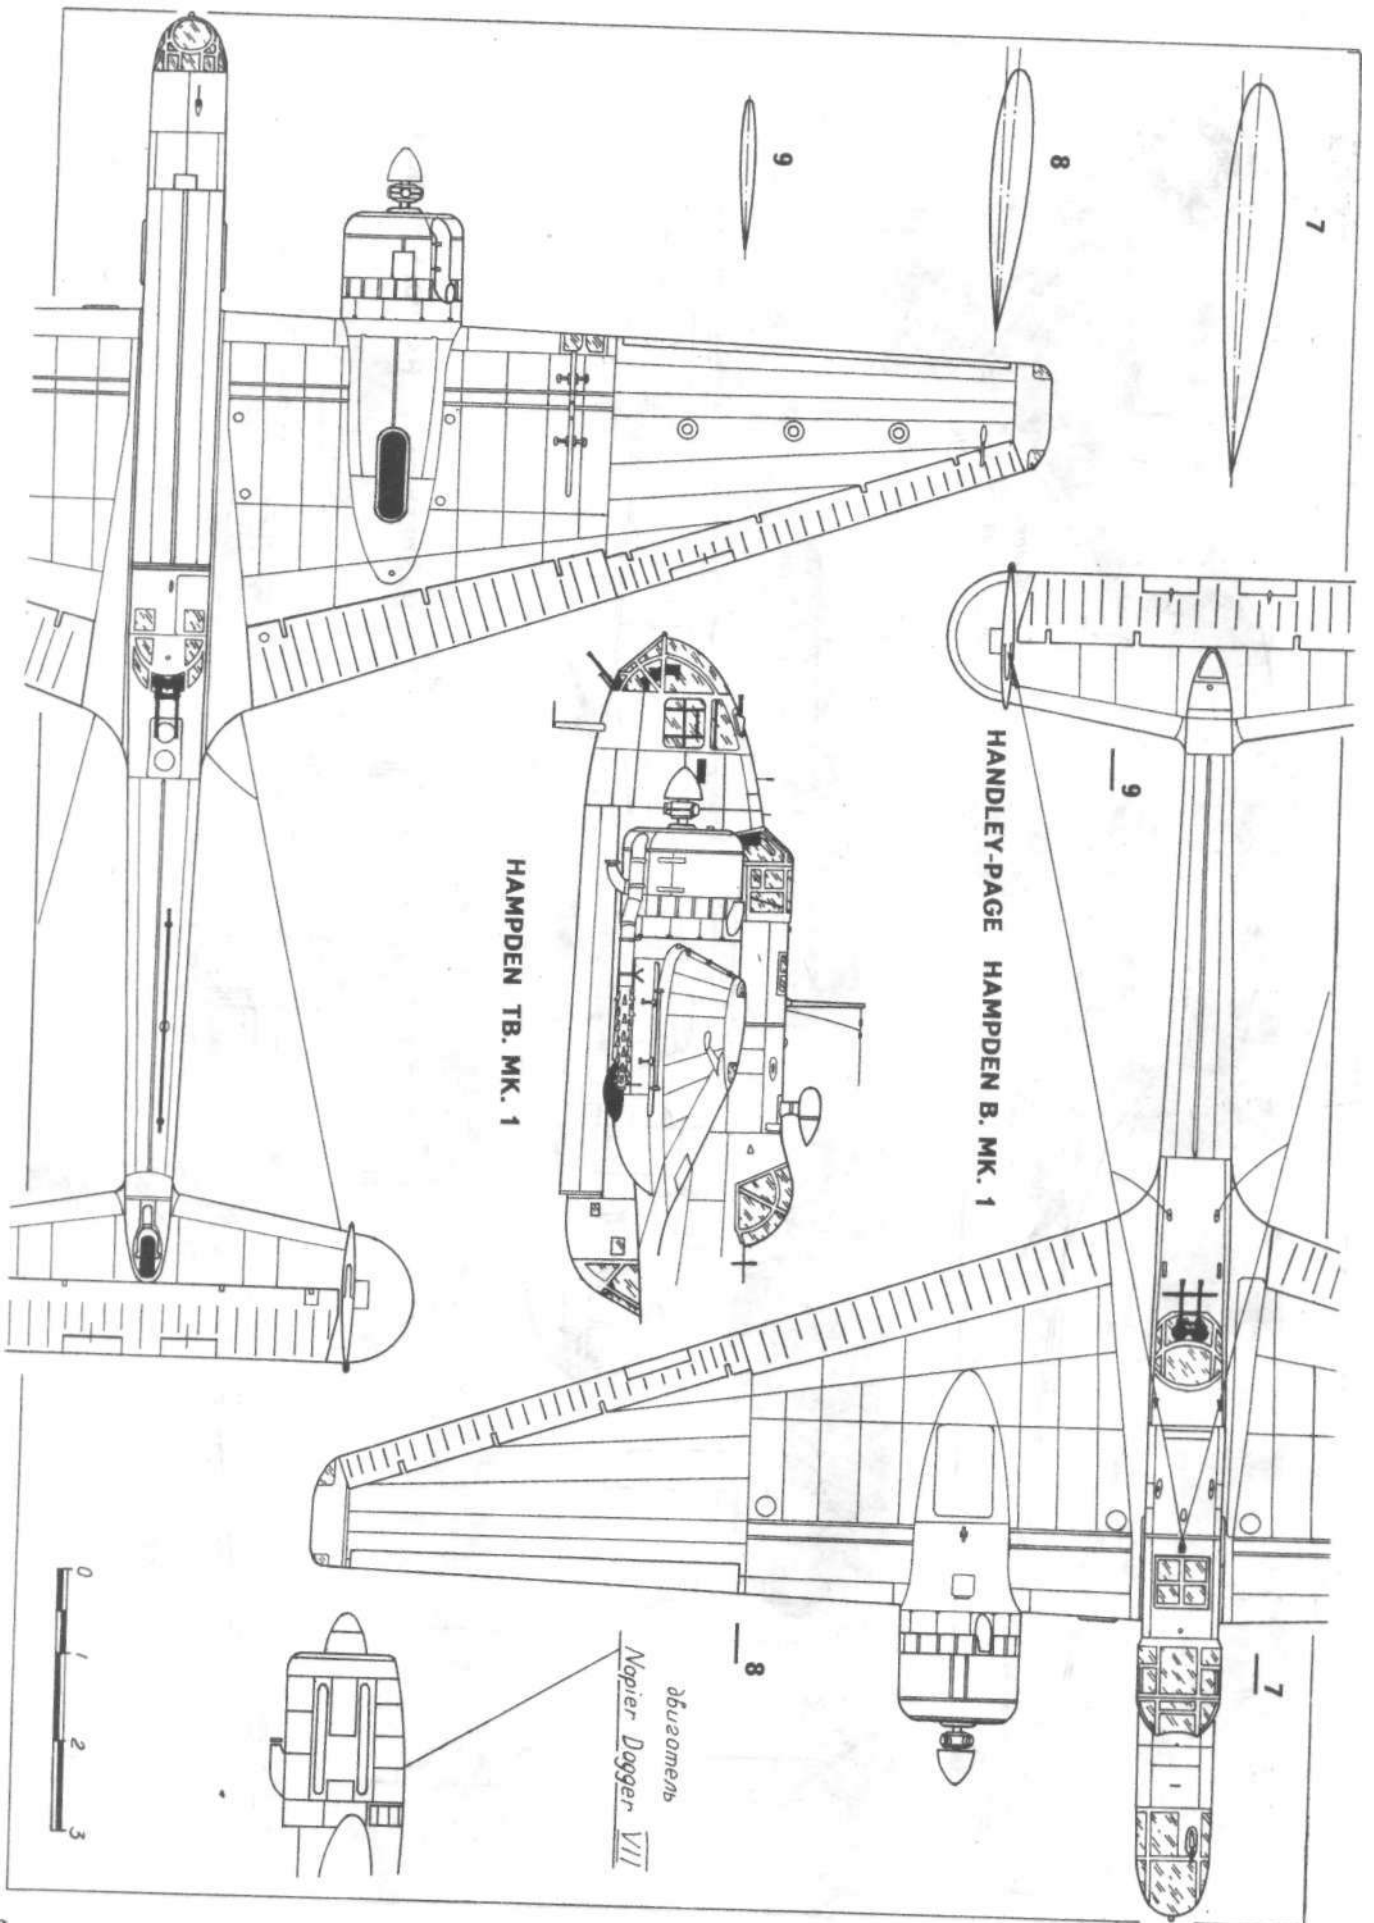 7
8
9
HANDLEY-PAGE HAMPDEN B. MK. 1
9
HAMPDEN TB. MK. 1
7
8
двигатель
Napier Dagger VII
0 1 2 3